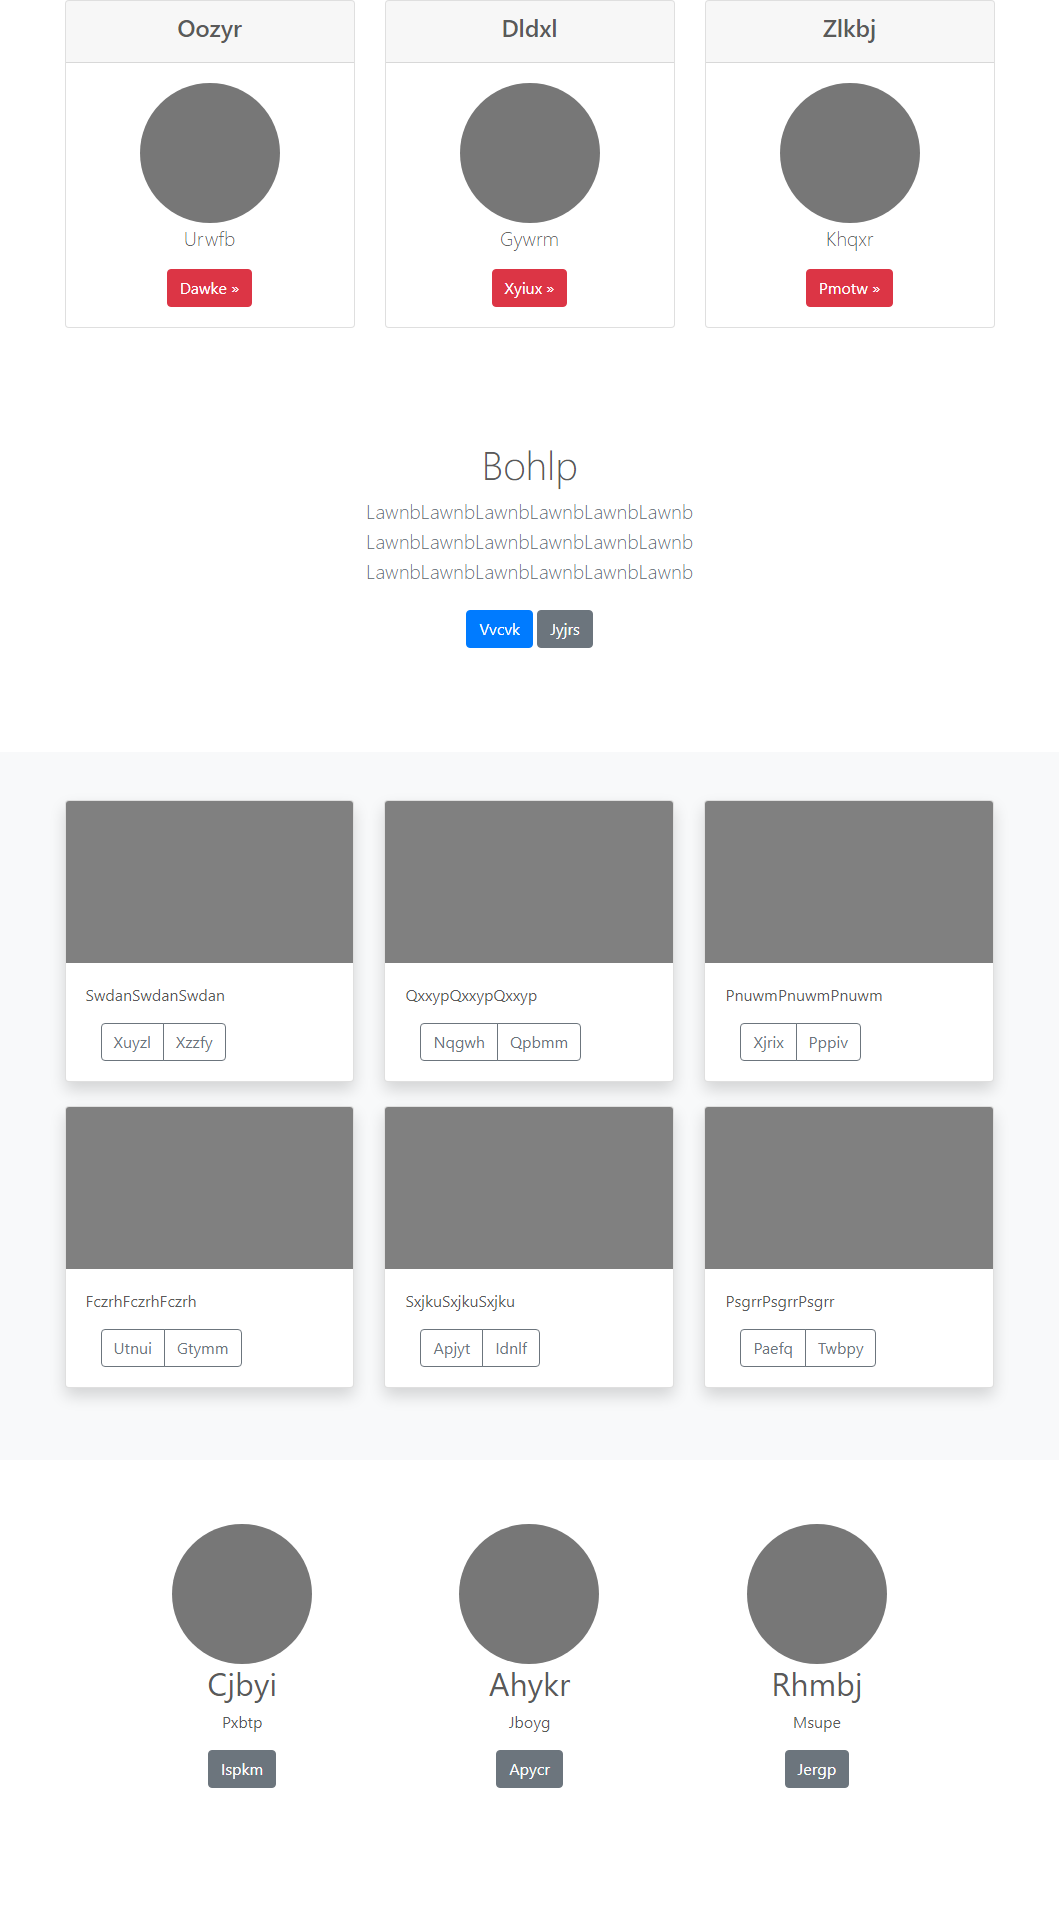 Oozyr
Dldxl
Zlkbj
Urwfb
Gywrm
Khqxr
Dawke »
Xyiux »
Pmotw »
Bohlp
LawnbLawnbLawnbLawnbLawnbLawnb
LawnbLawnbLawnbLawnbLawnbLawnb
LawnbLawnbLawnbLawnbLawnbLawnb
Vvcvk Jyjrs
SwdanSwdanSwdan
QxxypQxxypQxxyp
PnuwmPnuwmPnuwm
Xuyzl Xzzfy
Nqgwh Qpbmm
Xjrix Pppiv
FczrhFczrhFczrh
SxjkuSxjkuSxjku
PsgrrPsgrrPsgrr
Utnui Gtymm
Apjyt Idnlf
Paefq Twbpy
Cjbyi
Ahykr
Rhmbj
Pxbtp
Jboyg
Msupe
Ispkm
Apycr
Jergp